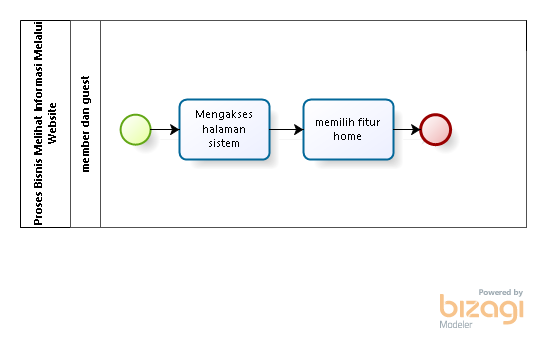 Proses Bisnis Melihat Informasi Melalui
Website
member dan guest
Mengakses
halaman
sistem
memilih fitur
home
Powered by
bizagi
Modeler